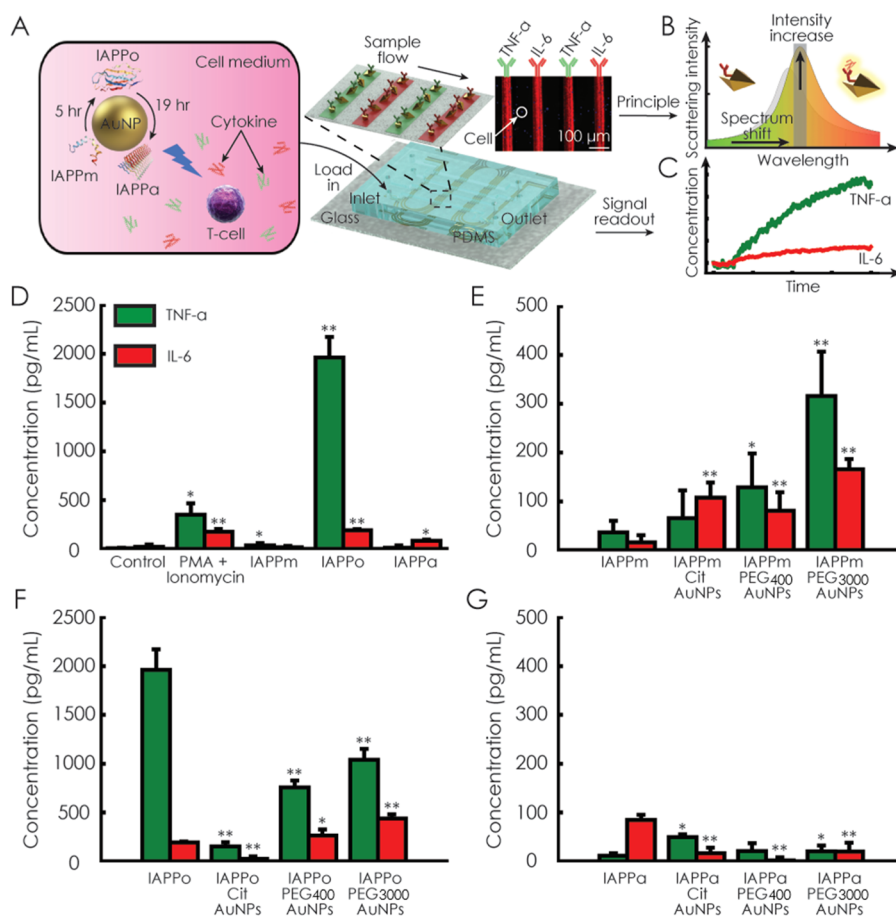 A
IAPPo
Cell medium
5 hr
19 hr
AuNP
Cytokine
IAPPm
IAPPa
T-cell
Sample
flow
Load
in
Inlet
Glass
Outlet
PDMS
TNF-α
IL-6
TNF-α
IL-6
Cell
100 µm
Principle
Signal
readout
B
Intensity
increase
Scattering intensity
Spectrum
shift
Wavelength
C
Concentration
TNF-α
IL-6
Time
D
TNF-α
IL-6
Concentration (pg/mL)
2500
2000
1500
1000
500
0
*
**
*
**
**
*
Control
PMA +
Ionomycin
IAPPm
IAPPo
IAPPa
E
Concentration (pg/mL)
500
400
300
200
100
0
**
*
**
**
**
IAPPm
IAPPm
Cit
AuNPs
IAPPm
PEG400
AuNPs
IAPPm
PEG3000
AuNPs
F
Concentration (pg/mL)
2500
2000
1500
1000
500
0
**
**
**
*
**
**
IAPPo
IAPPo
Cit
AuNPs
IAPPo
PEG400
AuNPs
IAPPo
PEG3000
AuNPs
G
Concentration (pg/mL)
500
400
300
200
100
0
*
**
**
*
**
IAPPa
IAPPa
Cit
AuNPs
IAPPa
PEG400
AuNPs
IAPPa
PEG3000
AuNPs